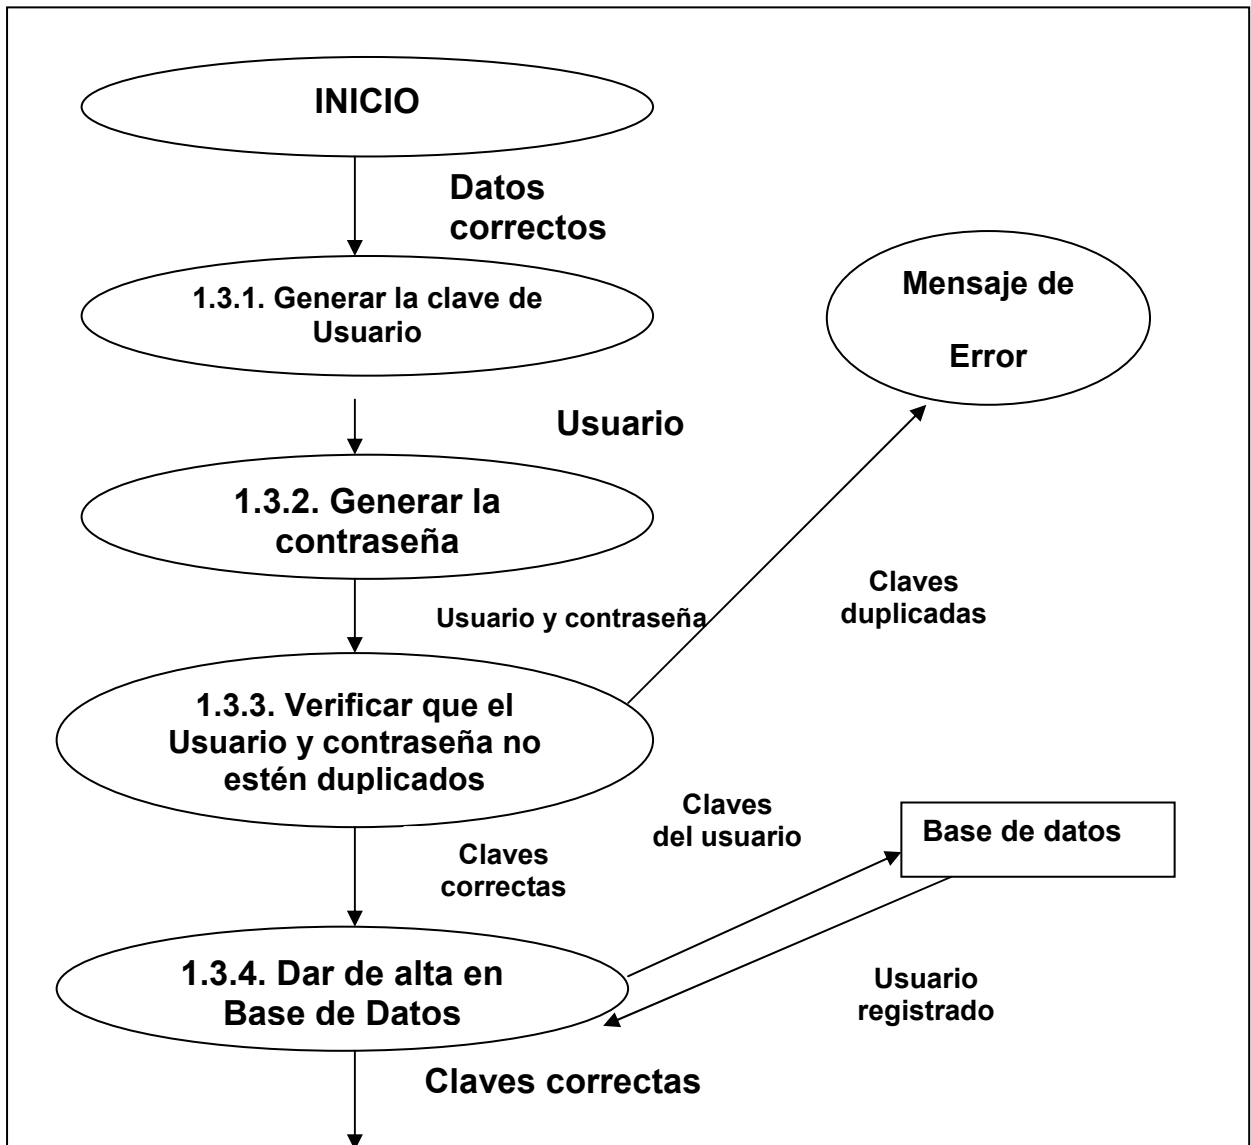 INICIO
Datos
correctos
1.3.1. Generar la clave de
Usuario
Mensaje de
Error
Usuario
1.3.2. Generar la
contraseña
Claves
duplicadas
Usuario y contraseña
1.3.3. Verificar que el
Usuario y contraseña no
estén duplicados
Claves
del usuario
Base de datos
Claves
correctas
1.3.4. Dar de alta en
Base de Datos
Usuario
registrado
Claves correctas